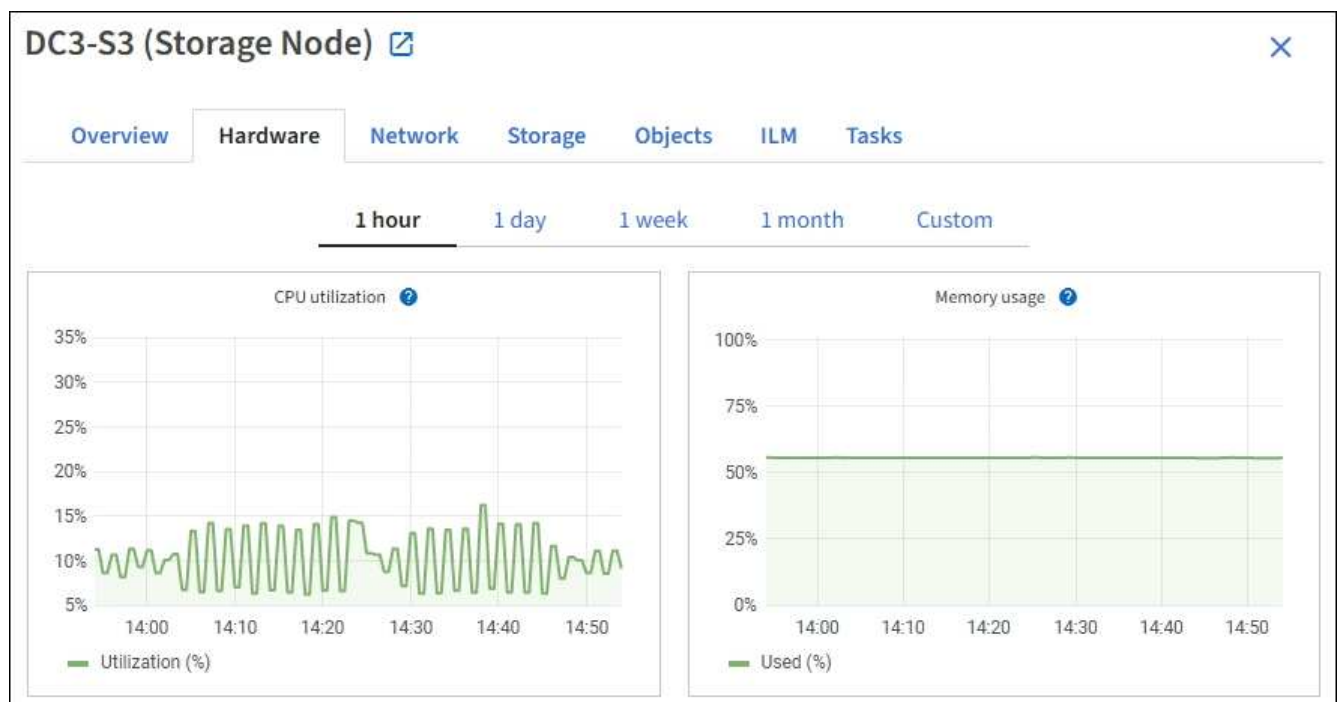 DC3-S3 (Storage Node)
Overview Hardware Network Storage Objects ILM Tasks
1 hour 1 day 1 week 1 month Custom
CPU utilization ?
35%
30%
25%
20%
15%
10%
5%
14:00 14:10 14:20 14:30 14:40 14:50
Utilization (%)
Memory usage ?
100%
75%
50%
25%
0%
14:00 14:10 14:20 14:30 14:40 14:50
Used (%)